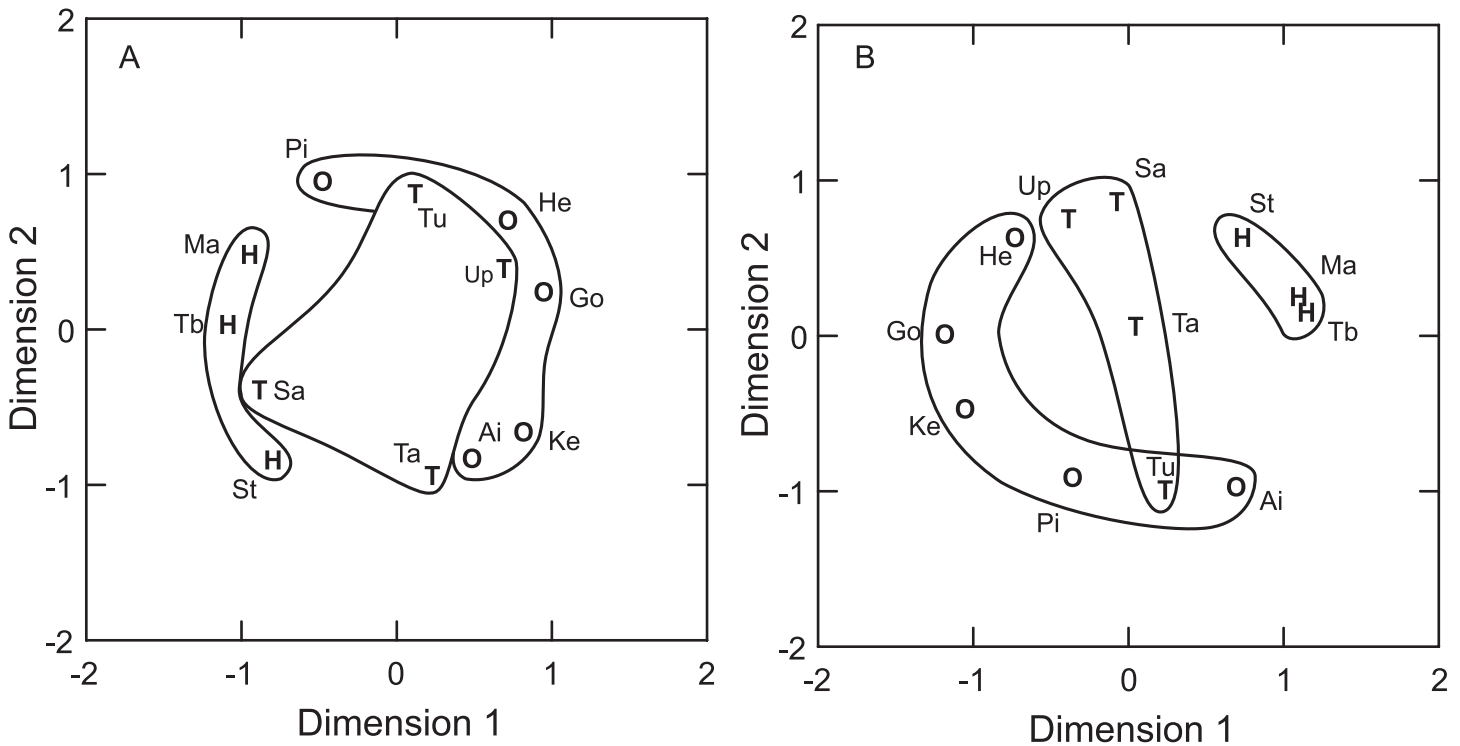 A
2
1
0
-1
-2
Dimension 2
Pi
O
T
Tu
He
O
Ma
H
Up
T
O
Go
Tb
H
T
Sa
Ai
O
Ke
Ta
T
O
H
St
-2
-1
0
1
2
Dimension 1
B
2
1
0
-1
-2
Dimension 2
Sa
Up
T
T
St
H
O
He
Ma
H
H
Tb
Go
O
T
Ta
Ke
O
Tu
O
T
O
Ai
Pi
-2
-1
0
1
2
Dimension 1